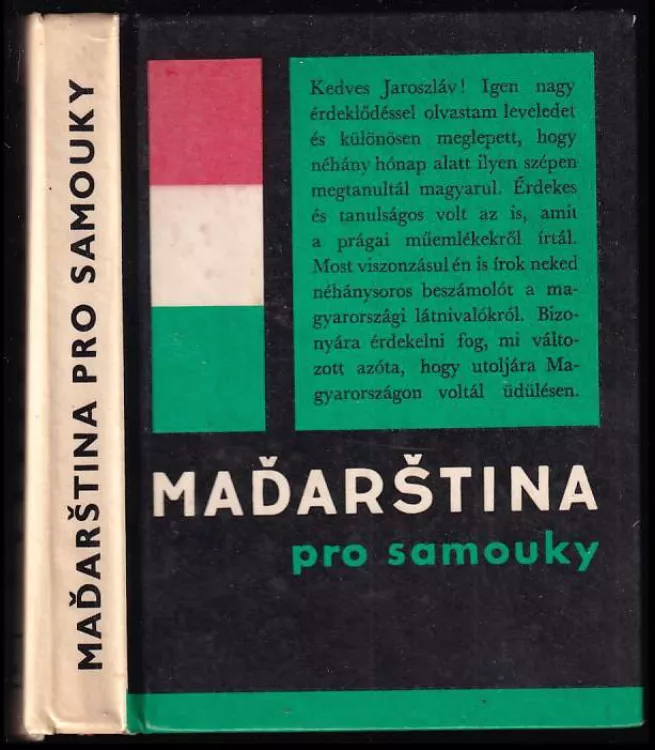 MAĎARŠTINA PRO SAMOUKY
Kedves Jaroszláv! Igen nagy
érdeklődéssel olvastam leveledet
és különösen meglepett, hogy
néhány hónap alatt ilyen szépen
megtanultál magyarul. Érdekes
és tanulságos volt az is, amit
a prágai műemlékekről írtál.
Most viszonzásul én is írok neked
néhánysoros beszámolót a ma-
gyarországi látnivalókról. Bizo-
nyára érdekelni fog, miválto-
zott azóta, hogy utoljára Ma-
gyarországon voltál üdülésen.
MAĎARŠTINA
pro samouky